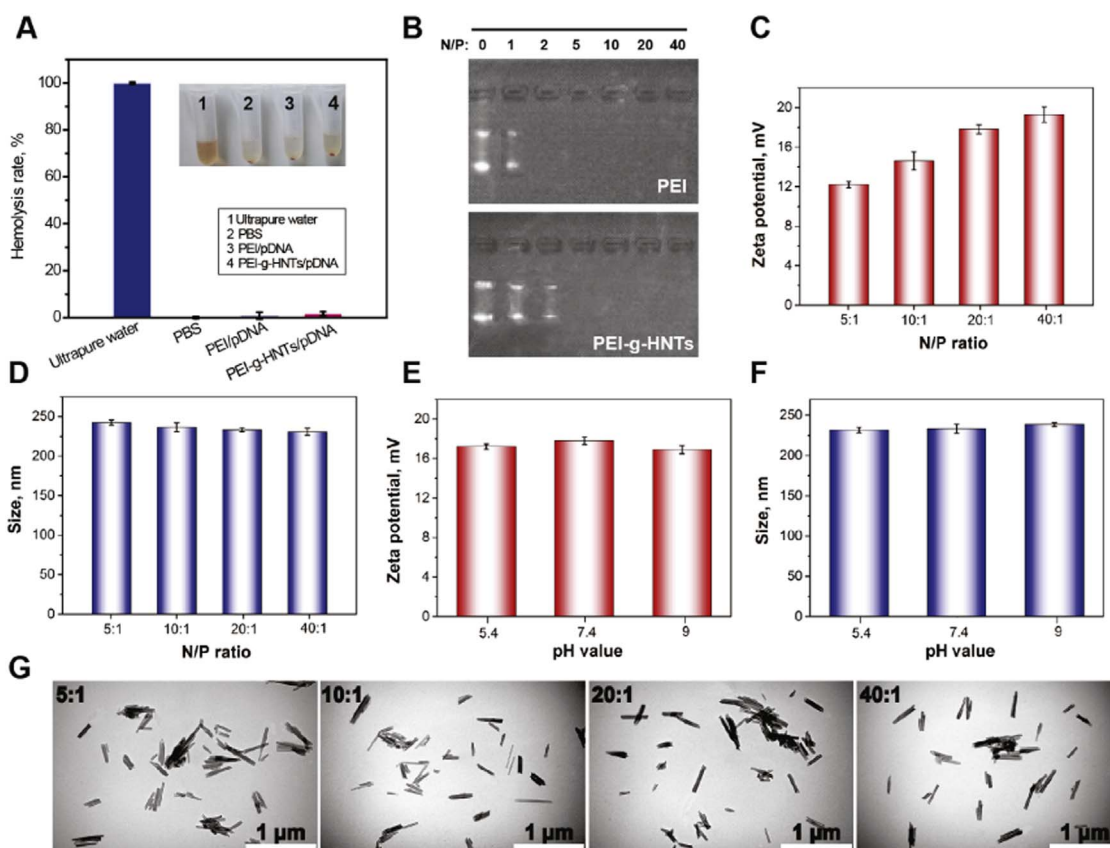 A
Hemolysis rate, %
100
80
60
40
20
0
1 2 3 4
1 Ultrapure water
2 PBS
3 PEI/pDNA
4 PEI-g-HNTs/pDNA
Ultrapure water
PBS
PEI/pDNA
PEI-g-HNTs/pDNA
B
N/P: 0 1 2 5 10 20 40
PEI
PEI-g-HNTs
C
Zeta potential, mV
20
16
12
8
4
0
5:1 10:1 20:1 40:1
N/P ratio
D
Size, nm
250
200
150
100
50
0
5:1 10:1 20:1 40:1
N/P ratio
E
Zeta potential, mV
20
16
12
8
4
0
5.4 7.4 9
pH value
F
Size, nm
250
200
150
100
50
0
5.4 7.4 9
pH value
G
5:1 10:1 20:1 40:1
1 μm 1 μm 1 μm 1 μm